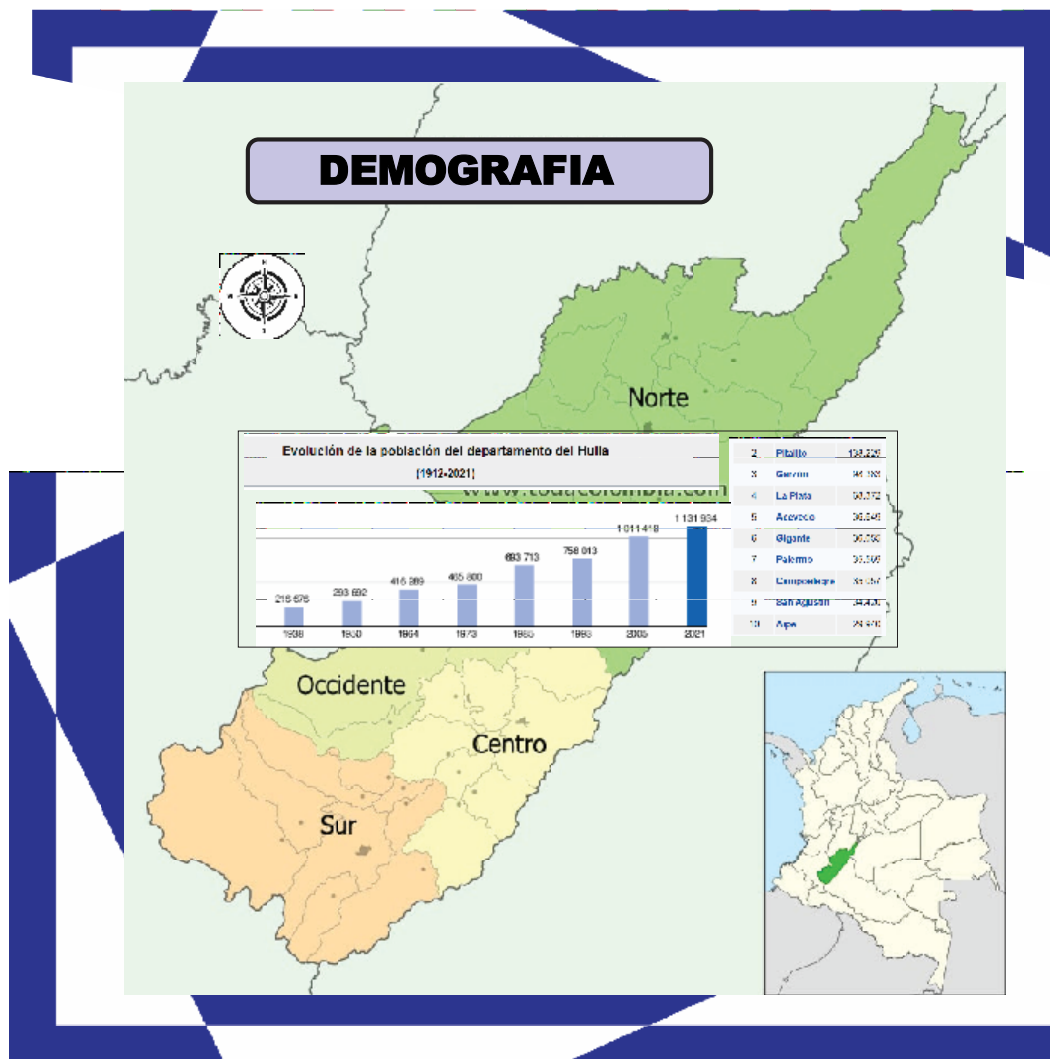 DEMOGRAFIA
Norte
Evolución de la población del departamento del Huila
(1912-2021)
www.todacolombia.com
1 131 934
1 011 418
758 013
693 713
465 800
416 289
293 692
216 676
1938
1950
1964
1973
1985
1993
2005
2021
2 Pitalito
3 Garzón
4 La Plata
5 Acevedo
6 Gigante
7 Palermo
8 Campoalegre
9 San Agustín
10 Aipe
Occidente
Centro
Sur